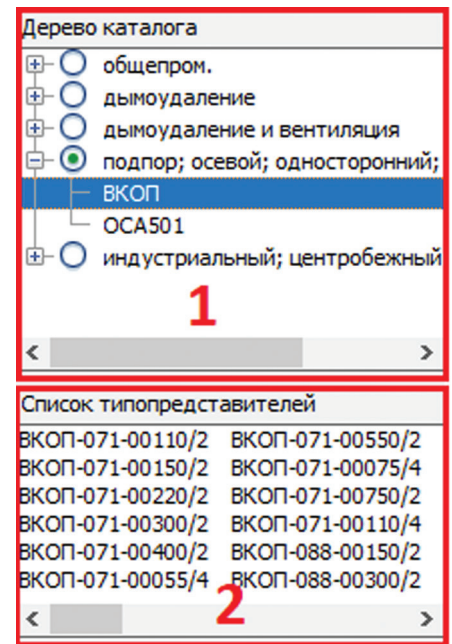 Дерево каталога
общепром.
дымоудаление
дымоудаление и вентиляция
подпор; осевой; односторонний;
ВКОП
ОСА501
индустриальный; центробежный
1
Список типопредставителей
ВКОП-071-00110/2 ВКОП-071-00550/2
ВКОП-071-00150/2 ВКОП-071-00075/4
ВКОП-071-00220/2 ВКОП-071-00750/2
ВКОП-071-00300/2 ВКОП-071-00110/4
ВКОП-071-00400/2 ВКОП-088-00150/2
ВКОП-071-00055/4 ВКОП-088-00300/2
2